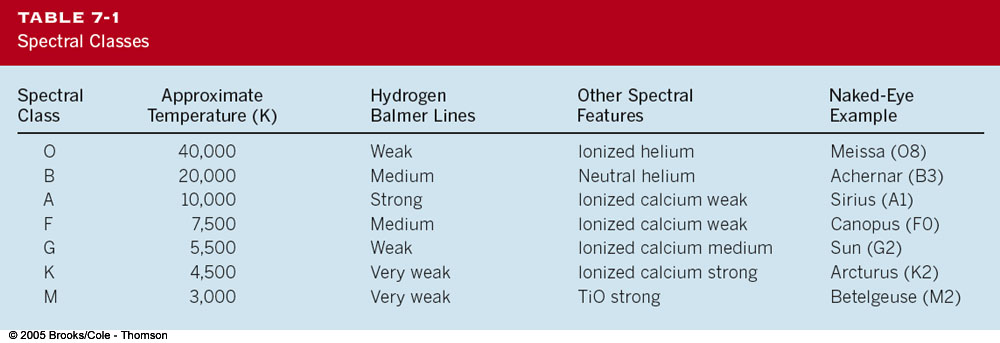 TABLE 7-1
Spectral Classes
Spectral Approximate Hydrogen Other Spectral Naked-Eye
Class Temperature (K) Balmer Lines Features Example
O 40,000 Weak Ionized helium Meissa (O8)
B 20,000 Medium Neutral helium Achernar (B3)
A 10,000 Strong Ionized calcium weak Sirius (A1)
F 7,500 Medium Ionized calcium weak Canopus (F0)
G 5,500 Weak Ionized calcium medium Sun (G2)
K 4,500 Very weak Ionized calcium strong Arcturus (K2)
M 3,000 Very weak TiO strong Betelgeuse (M2)
© 2005 Brooks/Cole - Thomson